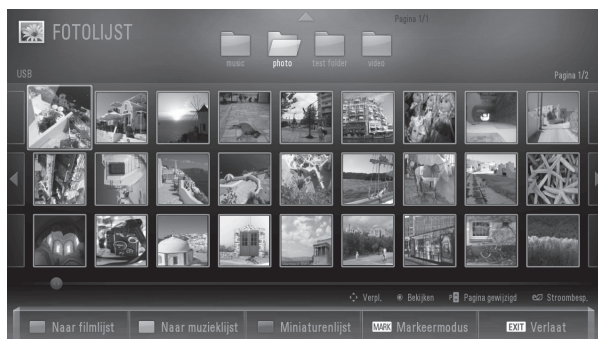 FOTOLIJST
Pagina 1/1
music photo test folder video
USB
Pagina 1/2
Verpl. Bekijken P Pagina gewijzigd Stroombesp.
Naar filmlijst Naar muzieklijst Miniaturenlijst MARK Markeermodus EXIT Verlaat